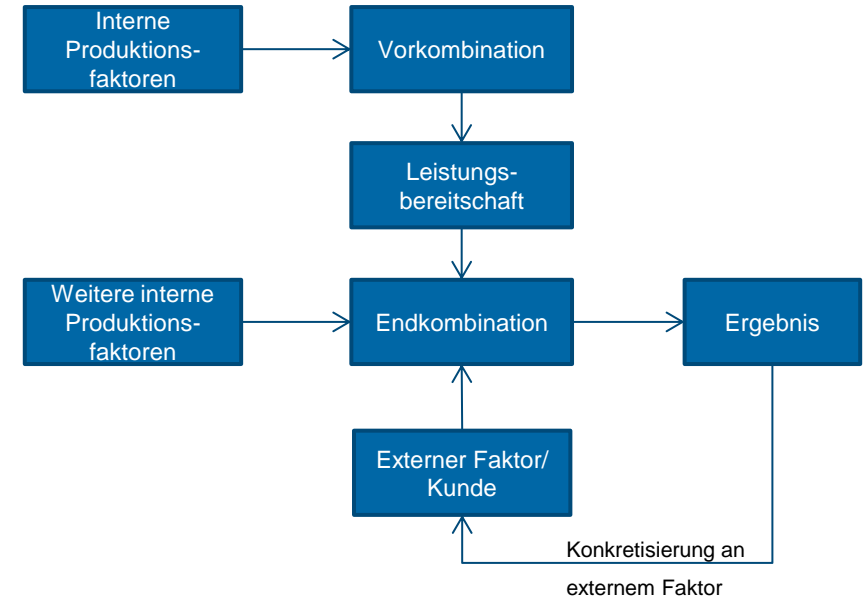 Interne
Produktions-
faktoren
Vorkombination
Leistungs-
bereitschaft
Weitere interne
Produktions-
faktoren
Endkombination
Ergebnis
Externer Faktor/
Kunde
Konkretisierung an
externem Faktor